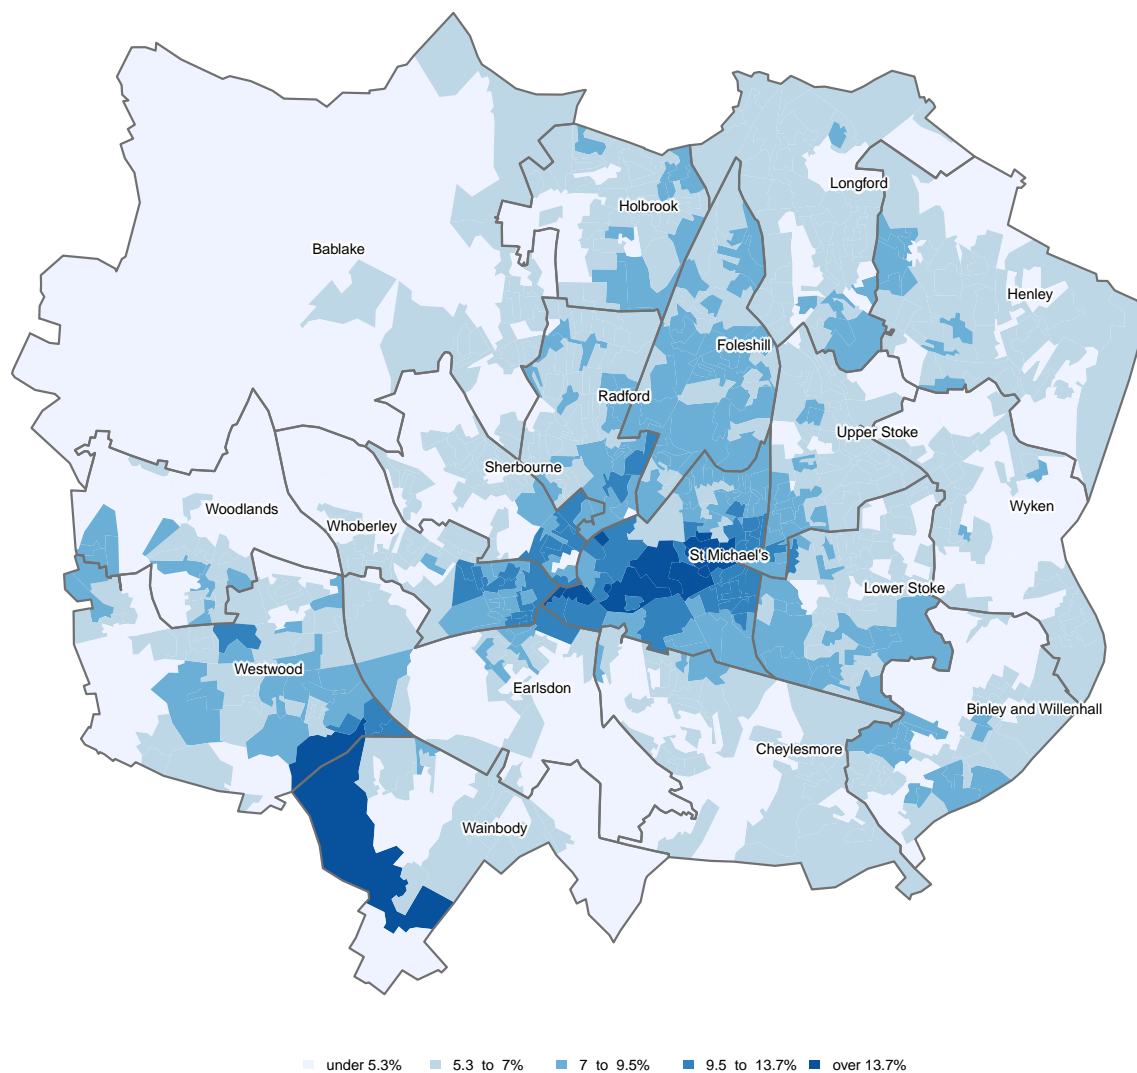 Longford
Holbrook
Bablake
Henley
Foleshill
Radford
Upper Stoke
Sherbourne
Woodlands
Wyken
Whoberley
St Michael's
Lower Stoke
Westwood
Earlsdon
Binley and Willenhall
Cheylesmore
Wainbody
under 5.3% 5.3 to 7% 7 to 9.5% 9.5 to 13.7% over 13.7%